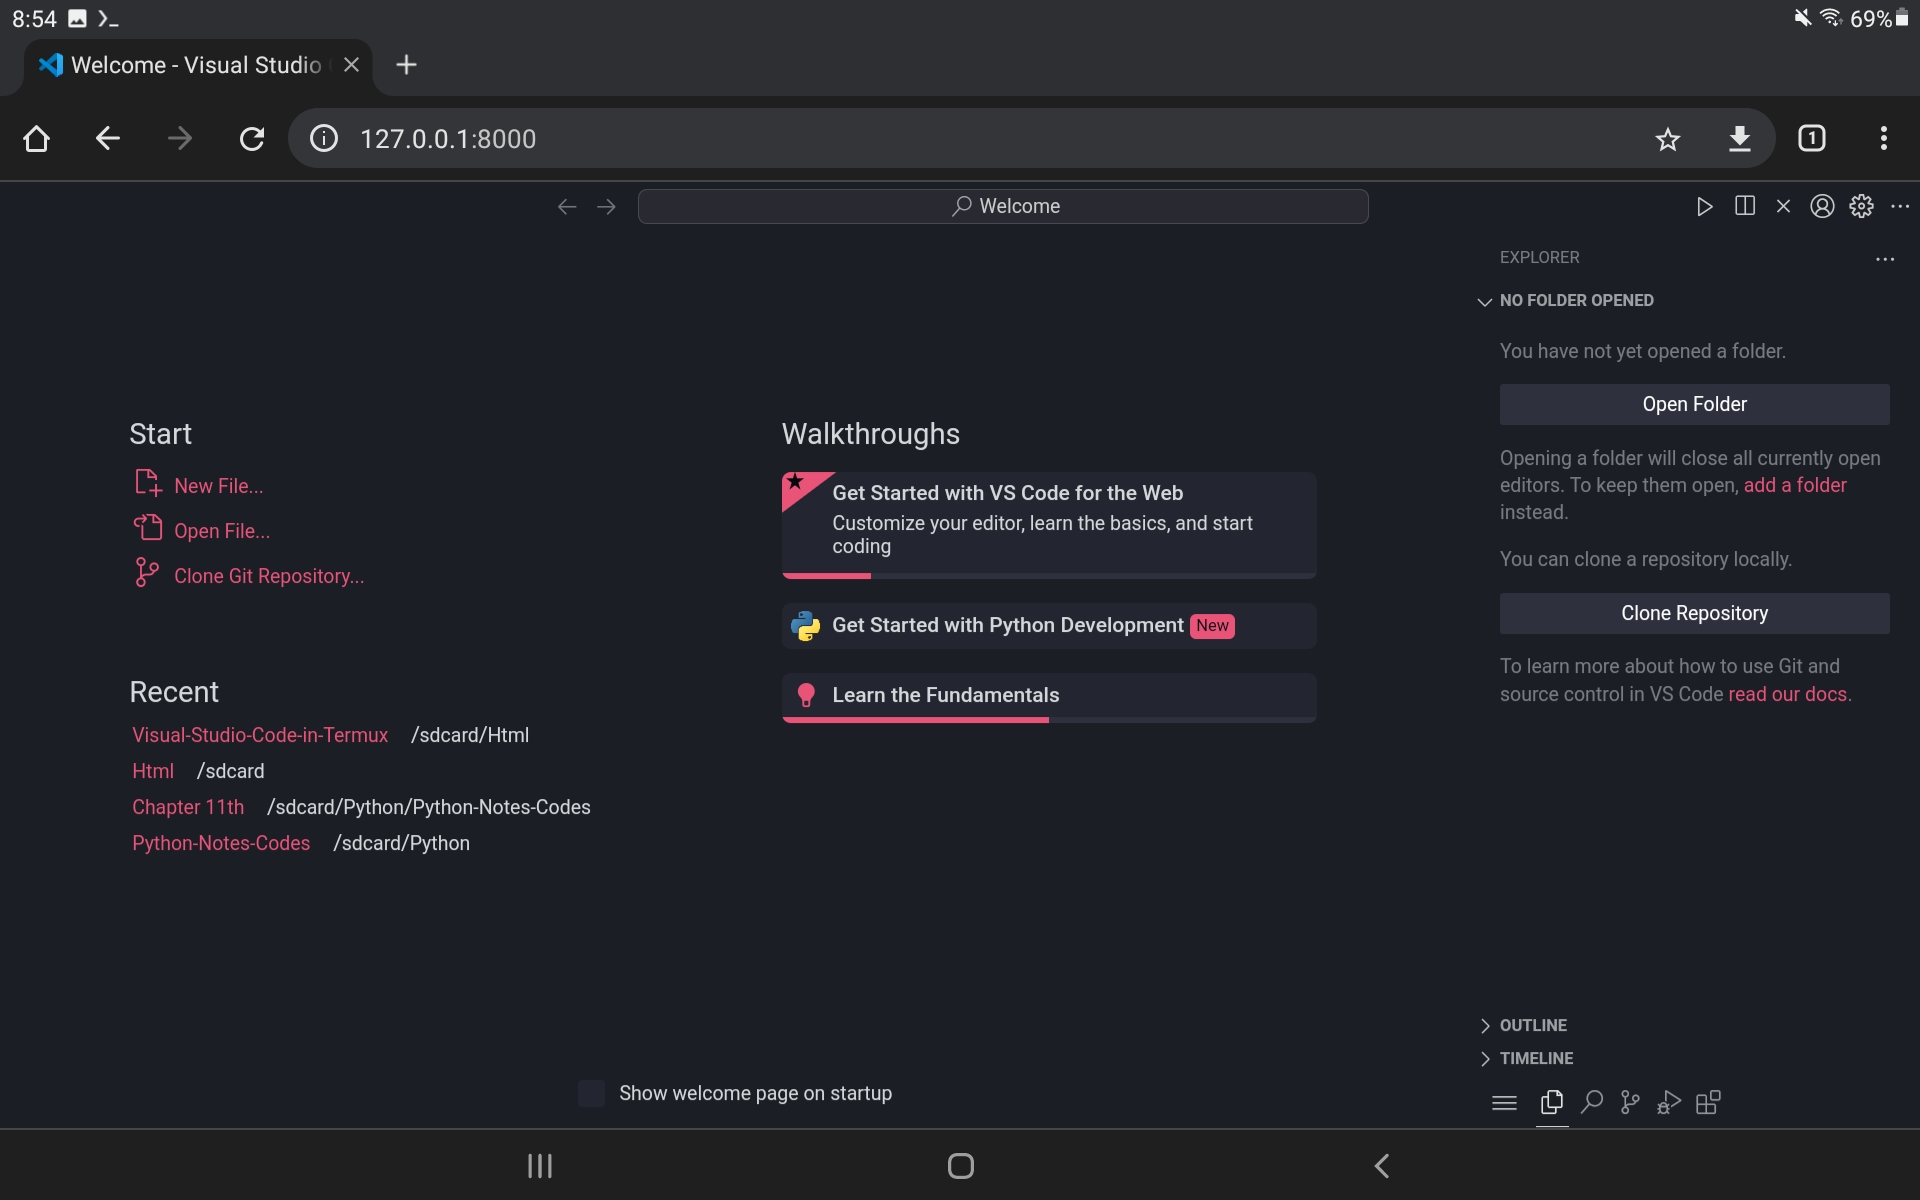 8:54
69%
Welcome - Visual Studio
127.0.0.1:8000
1
Welcome
EXPLORER
NO FOLDER OPENED
You have not yet opened a folder.
Open Folder
Opening a folder will close all currently open
editors. To keep them open, add a folder
instead.
You can clone a repository locally.
Clone Repository
To learn more about how to use Git and
source control in VS Code read our docs.
Start
New File...
Open File...
Clone Git Repository...
Recent
Visual-Studio-Code-in-Termux /sdcard/Html
Html /sdcard
Chapter 11th /sdcard/Python/Python-Notes-Codes
Python-Notes-Codes /sdcard/Python
Walkthroughs
Get Started with VS Code for the Web
Customize your editor, learn the basics, and start
coding
Get Started with Python Development New
Learn the Fundamentals
OUTLINE
TIMELINE
Show welcome page on startup